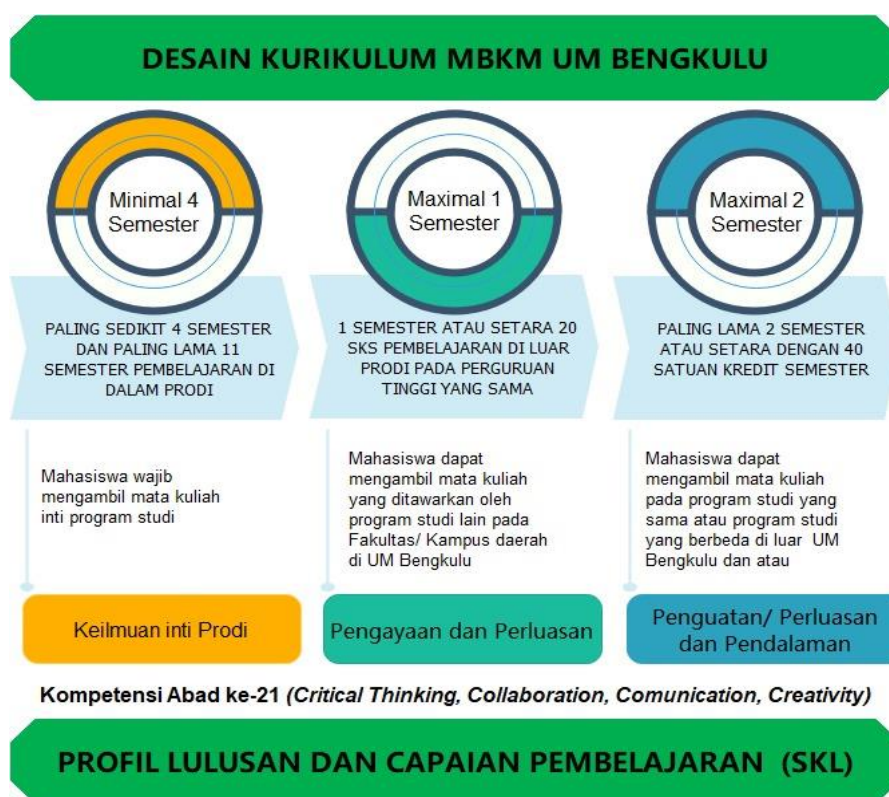 DESAIN KURIKULUM MBKM UM BENGKULU
Minimal 4
Semester
Maximal 1
Semester
Maximal 2
Semester
PALING SEDIKIT 4 SEMESTER
DAN PALING LAMA 11
SEMESTER PEMBELAJARAN DI
DALAM PRODI
1 SEMESTER ATAU SETARA 20
SKS PEMBELAJARAN DI LUAR
PRODI PADA PERGURUAN
TINGGI YANG SAMA
PALING LAMA 2 SEMESTER
ATAU SETARA DENGAN 40
SATUAN KREDIT SEMESTER
Mahasiswa wajib
mengambil mata kuliah
inti program studi
Mahasiswa dapat
mengambil mata kuliah
yang ditawarkan oleh
program studi lain pada
Fakultas/ Kampus daerah
di UM Bengkulu
Mahasiswa dapat
mengambil mata kuliah
pada program studi yang
sama atau program studi
yang berbeda di luar UM
Bengkulu dan atau
Keilmuan inti Prodi
Pengayaan dan Perluasan
Penguatan/ Perluasan
dan Pendalaman
Kompetensi Abad ke-21 (Critical Thinking, Collaboration, Comunication, Creativity)
PROFIL LULUSAN DAN CAPAIAN PEMBELAJARAN (SKL)